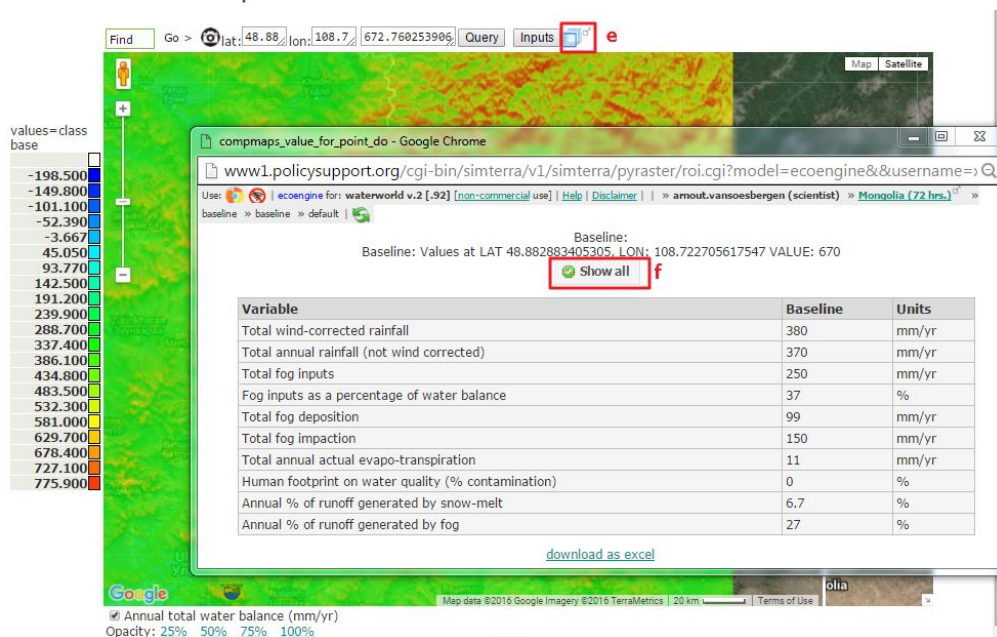 Find Go > lat: 48.88 lon: 108.7 672.760253906 Query Inputs e
Map Satellite
values=class
base
-198.500
-149.800
-101.100
-52.390
-3.667
45.050
93.770
142.500
191.200
239.900
288.700
337.400
386.100
434.800
483.500
532.300
581.000
629.700
678.400
727.100
775.900
compmaps_value_for_point_do - Google Chrome
www1.policysupport.org/cgi-bin/simterra/v1/simterra/pyraster/roi.cgi?model=ecoengine&&username=
Use: | ecoengine for: waterworld v.2 [.92] [non-commercial use] | Help | Disclaimer | » arnout.vansoesbergen (scientist) » Mongolia (72 hrs.) »
baseline » baseline » default |
Baseline:
Baseline: Values at LAT 48.882883405305, LON: 108.722705617547 VALUE: 670
Show all f
Variable Baseline Units
Total wind-corrected rainfall 380 mm/yr
Total annual rainfall (not wind corrected) 370 mm/yr
Total fog inputs 250 mm/yr
Fog inputs as a percentage of water balance 37 %
Total fog deposition 99 mm/yr
Total fog impaction 150 mm/yr
Total annual actual evapo-transpiration 11 mm/yr
Human footprint on water quality (% contamination) 0 %
Annual % of runoff generated by snow-melt 6.7 %
Annual % of runoff generated by fog 27 %
download as excel
olia
Google
Map data ©2016 Google Imagery ©2016 TerraMetrics 20 km Terms of Use
Annual total water balance (mm/yr)
Opacity: 25% 50% 75% 100%